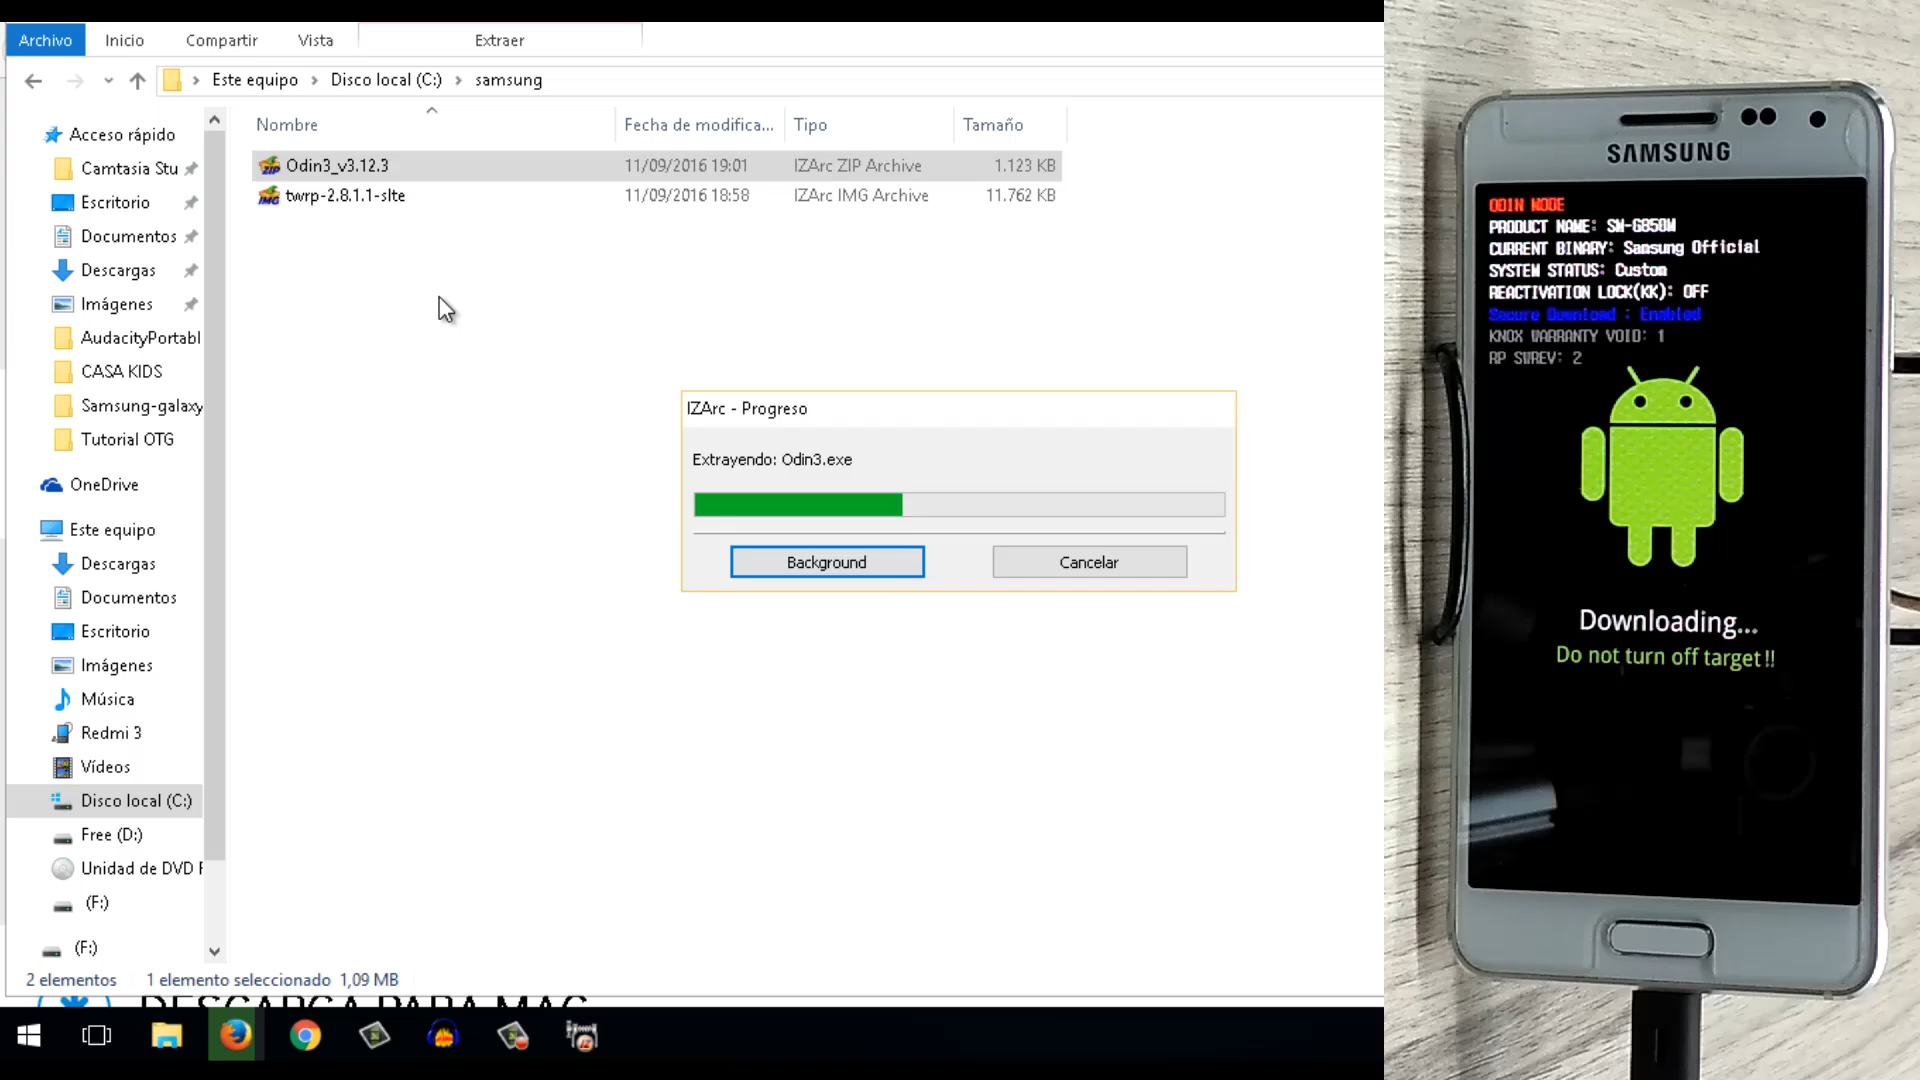 Archivo Inicio Compartir Vista Extraer
Este equipo Disco local (C:) samsung
Nombre Fecha de modifica... Tipo Tamaño
Odin3_v3.12.3 11/09/2016 19:01 IZArc ZIP Archive 1.123 KB
twrp-2.8.1.1-slte 11/09/2016 18:58 IZArc IMG Archive 11.762 KB
Acceso rápido
Camtasia Stu
Escritorio
Documentos
Descargas
Imágenes
AudacityPortabl
CASA KIDS
Samsung-galaxy
Tutorial OTG
OneDrive
Este equipo
Descargas
Documentos
Escritorio
Imágenes
Música
Redmi 3
Vídeos
Disco local (C:)
Free (D:)
Unidad de DVD F
(F:)
(F:)
2 elementos 1 elemento seleccionado 1,09 MB
DESCARGA PARA MAC
IZArc - Progreso
Extrayendo: Odin3.exe
Background Cancelar
SAMSUNG
ODIN MODE
PRODUCT NAME: SM-G850M
CURRENT BINARY: Samsung Official
SYSTEM STATUS: Custom
REACTIVATION LOCK(KK): OFF
Secure Download : Enabled
KNOX WARRANTY VOID: 1
RP SWREV: 2
Downloading...
Do not turn off target !!